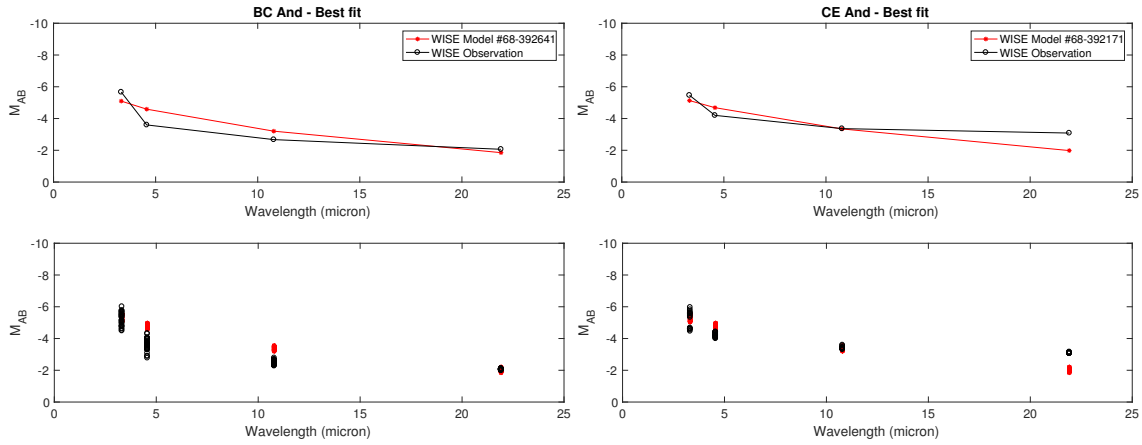 BC And - Best fit
-10
-8
-6
-4
-2
0
M_AB
WISE Model #68-392641
WISE Observation
0 5 10 15 20 25
Wavelength (micron)
CE And - Best fit
-10
-8
-6
-4
-2
0
M_AB
WISE Model #68-392171
WISE Observation
0 5 10 15 20 25
Wavelength (micron)
-10
-8
-6
-4
-2
0
M_AB
0 5 10 15 20 25
Wavelength (micron)
-10
-8
-6
-4
-2
0
M_AB
0 5 10 15 20 25
Wavelength (micron)